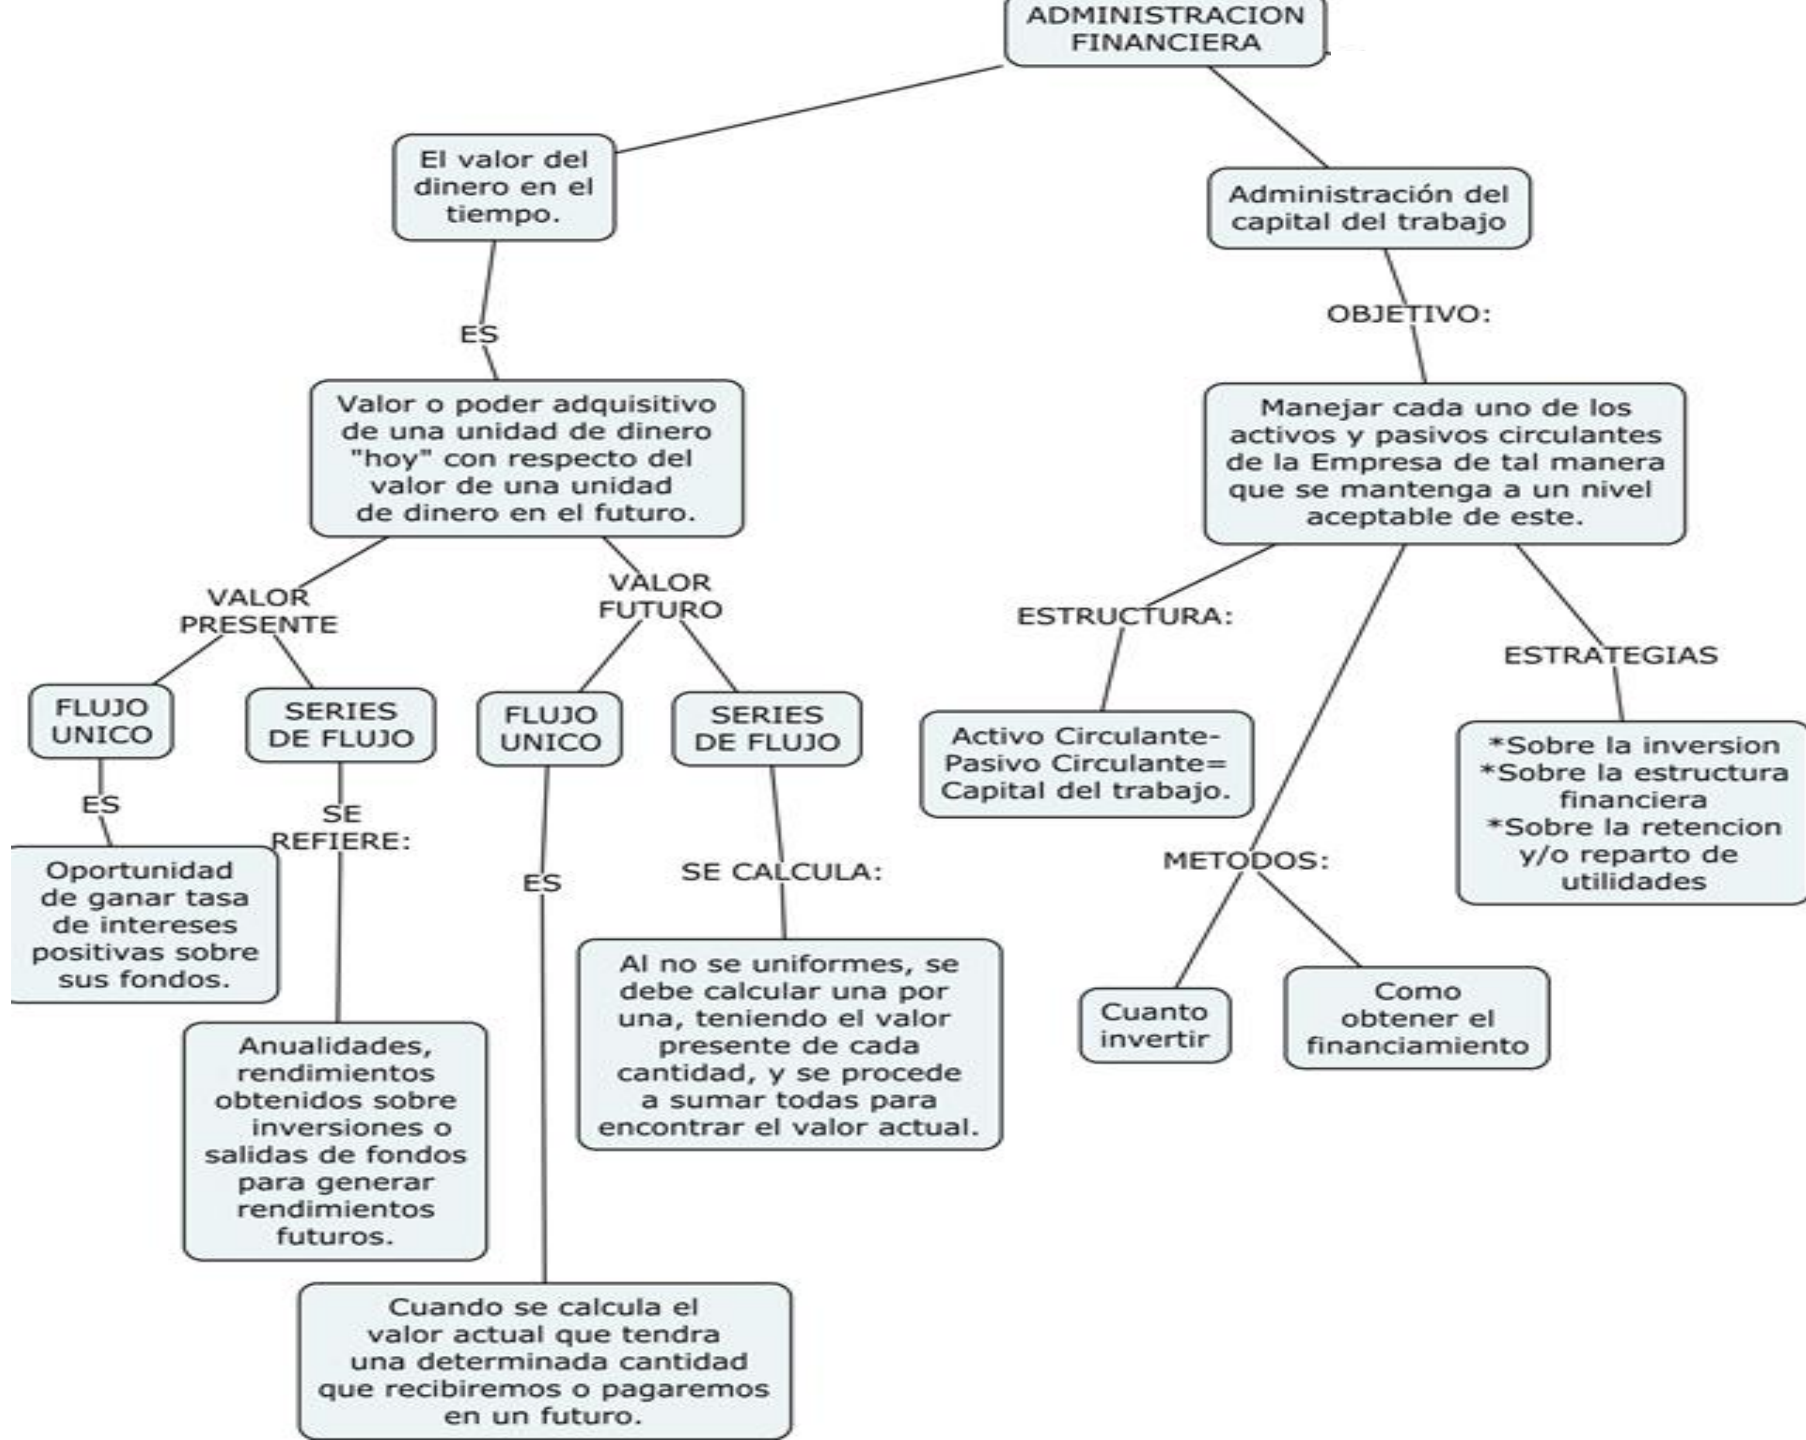 ADMINISTRACION
FINANCIERA
El valor del
dinero en el
tiempo.
Administración del
capital del trabajo
ES
OBJETIVO:
Valor o poder adquisitivo
de una unidad de dinero
"hoy" con respecto del
valor de una unidad
de dinero en el futuro.
Manejar cada uno de los
activos y pasivos circulantes
de la Empresa de tal manera
que se mantenga a un nivel
aceptable de este.
VALOR
PRESENTE
VALOR
FUTURO
ESTRUCTURA:
ESTRATEGIAS
FLUJO
UNICO
SERIES
DE FLUJO
FLUJO
UNICO
SERIES
DE FLUJO
Activo Circulante-
Pasivo Circulante=
Capital del trabajo.
*Sobre la inversion
*Sobre la estructura
financiera
*Sobre la retencion
y/o reparto de
utilidades
ES
SE
REFIERE:
ES
SE CALCULA:
METODOS:
Oportunidad
de ganar tasa
de intereses
positivas sobre
sus fondos.
Al no se uniformes, se
debe calcular una por
una, teniendo el valor
presente de cada
cantidad, y se procede
a sumar todas para
encontrar el valor actual.
Cuanto
invertir
Como
obtener el
financiamiento
Anualidades,
rendimientos
obtenidos sobre
inversiones o
salidas de fondos
para generar
rendimientos
futuros.
Cuando se calcula el
valor actual que tendra
una determinada cantidad
que recibiremos o pagaremos
en un futuro.